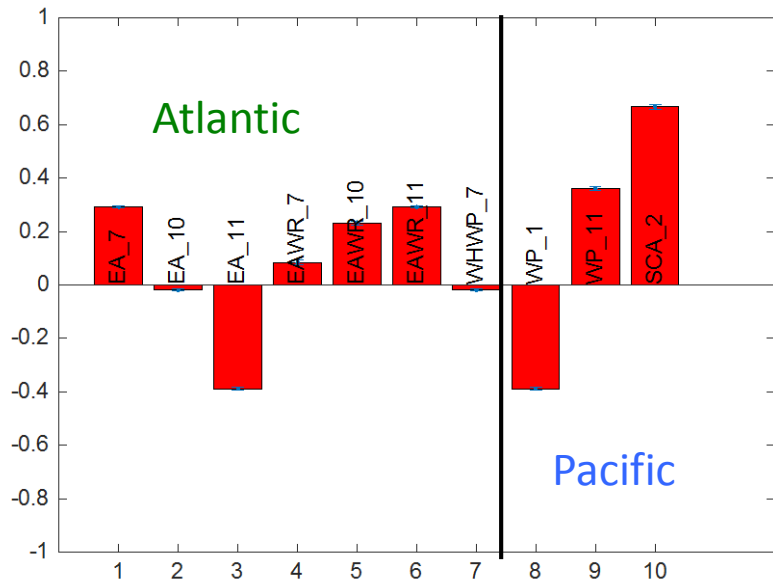 1
0.8
0.6
0.4
0.2
0
-0.2
-0.4
-0.6
-0.8
-1
Atlantic
EA_7
EA_10
EA_11
EAWR_7
EAWR_10
EAWR_11
WHWP_7
WP_1
WP_11
SCA_2
Pacific
1 2 3 4 5 6 7 8 9 10